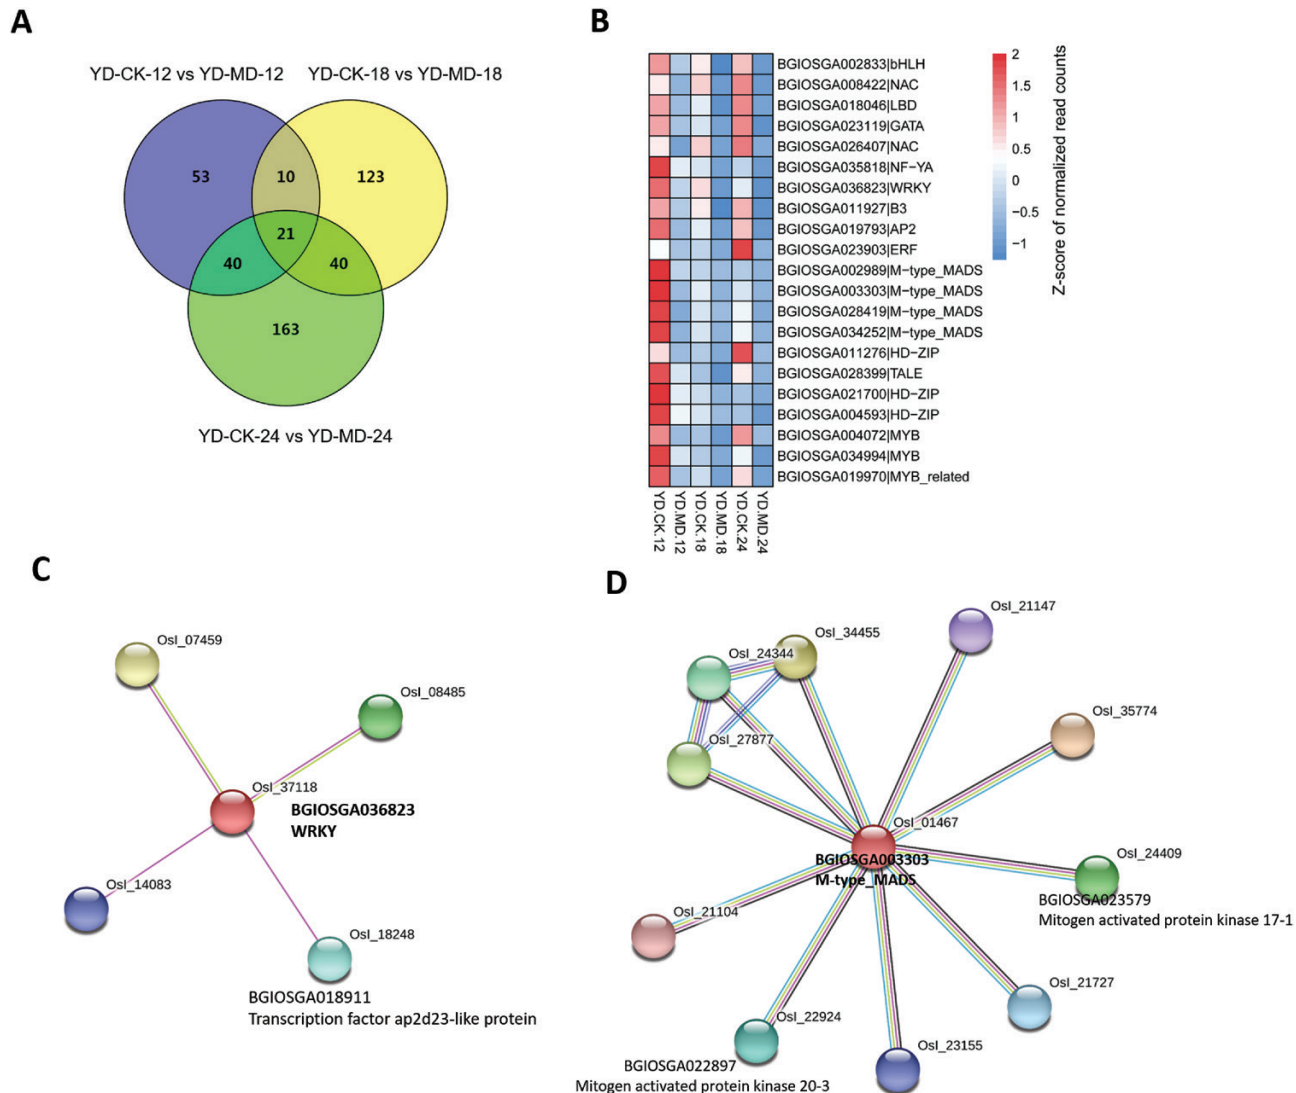 A
YD-CK-12 vs YD-MD-12
YD-CK-18 vs YD-MD-18
53
10
123
21
40
40
163
YD-CK-24 vs YD-MD-24
B
BGIOSGA002833|bHLH
BGIOSGA008422|NAC
BGIOSGA018046|LBD
BGIOSGA023119|GATA
BGIOSGA026407|NAC
BGIOSGA035818|NF−YA
BGIOSGA036823|WRKY
BGIOSGA011927|B3
BGIOSGA019793|AP2
BGIOSGA023903|ERF
BGIOSGA002989|M−type_MADS
BGIOSGA003303|M−type_MADS
BGIOSGA028419|M−type_MADS
BGIOSGA034252|M−type_MADS
BGIOSGA011276|HD−ZIP
BGIOSGA028399|TALE
BGIOSGA021700|HD−ZIP
BGIOSGA004593|HD−ZIP
BGIOSGA004072|MYB
BGIOSGA034994|MYB
BGIOSGA019970|MYB_related
YD.CK.12
YD.MD.12
YD.CK.18
YD.MD.18
YD.CK.24
YD.MD.24
2
1.5
1
0.5
0
−0.5
−1
Z-score of normalized read counts
C
OsI_07459
OsI_08485
OsI_37118
BGIOSGA036823
WRKY
OsI_14083
OsI_18248
BGIOSGA018911
Transcription factor ap2d23-like protein
D
OsI_21147
OsI_34455
OsI_24344
OsI_35774
OsI_27877
OsI_01467
BGIOSGA003303
M-type_MADS
OsI_24409
BGIOSGA023579
Mitogen activated protein kinase 17-1
OsI_21104
OsI_21727
OsI_22924
OsI_23155
BGIOSGA022897
Mitogen activated protein kinase 20-3